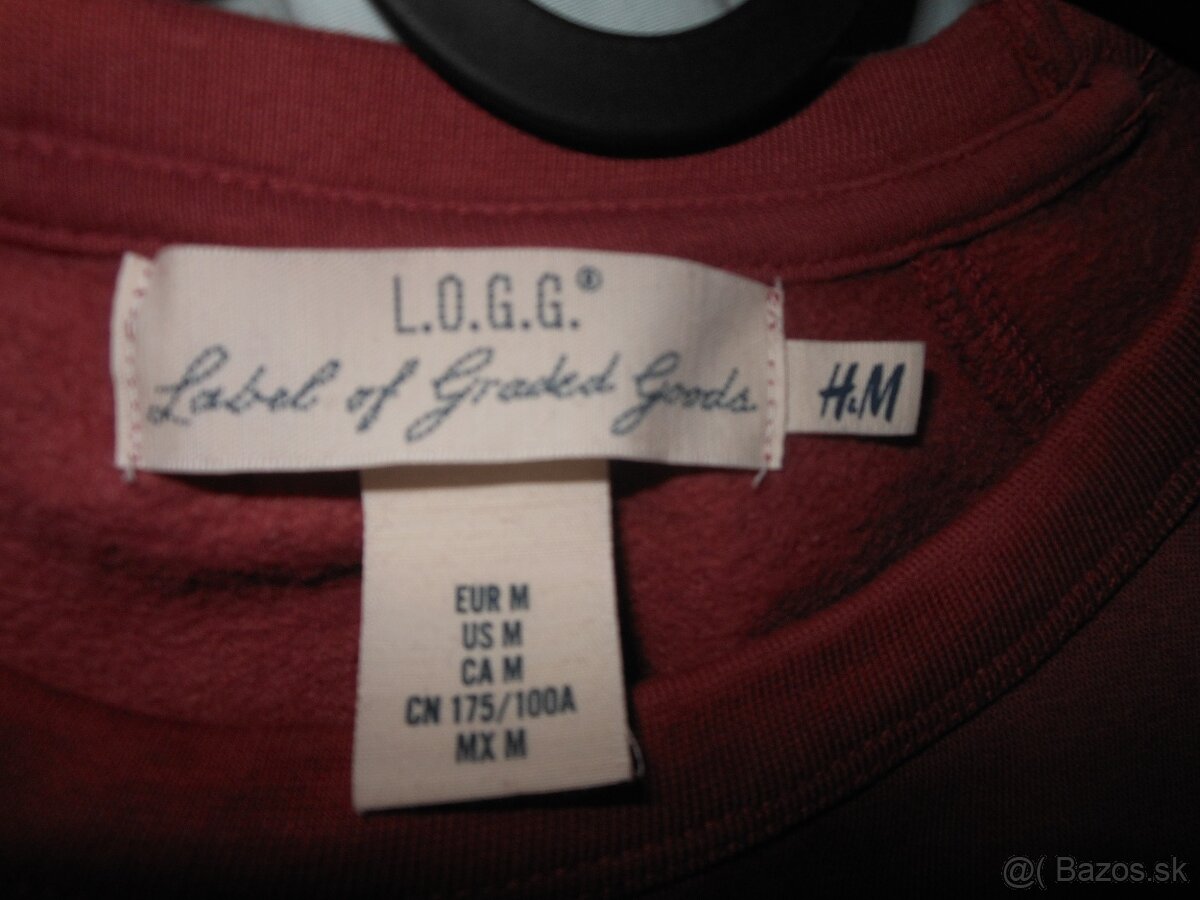 L.O.G.G.®
Label of Graded Goods.
H&M
EUR M
US M
CA M
CN 175/100A
MX M
@( Bazos.sk